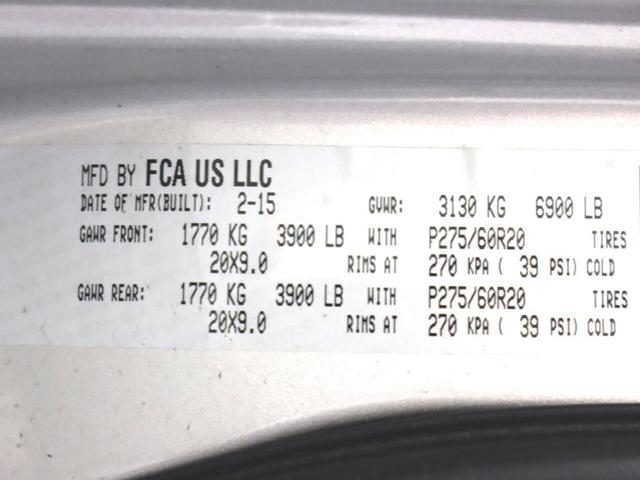 MFD BY FCA US LLC
DATE OF MFR(BUILT): 2-15 GVWR: 3130 KG 6900 LB
GAWR FRONT: 1770 KG 3900 LB WITH P275/60R20 TIRES
20X9.0 RIMS AT 270 KPA ( 39 PSI) COLD
GAWR REAR: 1770 KG 3900 LB WITH P275/60R20 TIRES
20X9.0 RIMS AT 270 KPA ( 39 PSI) COLD